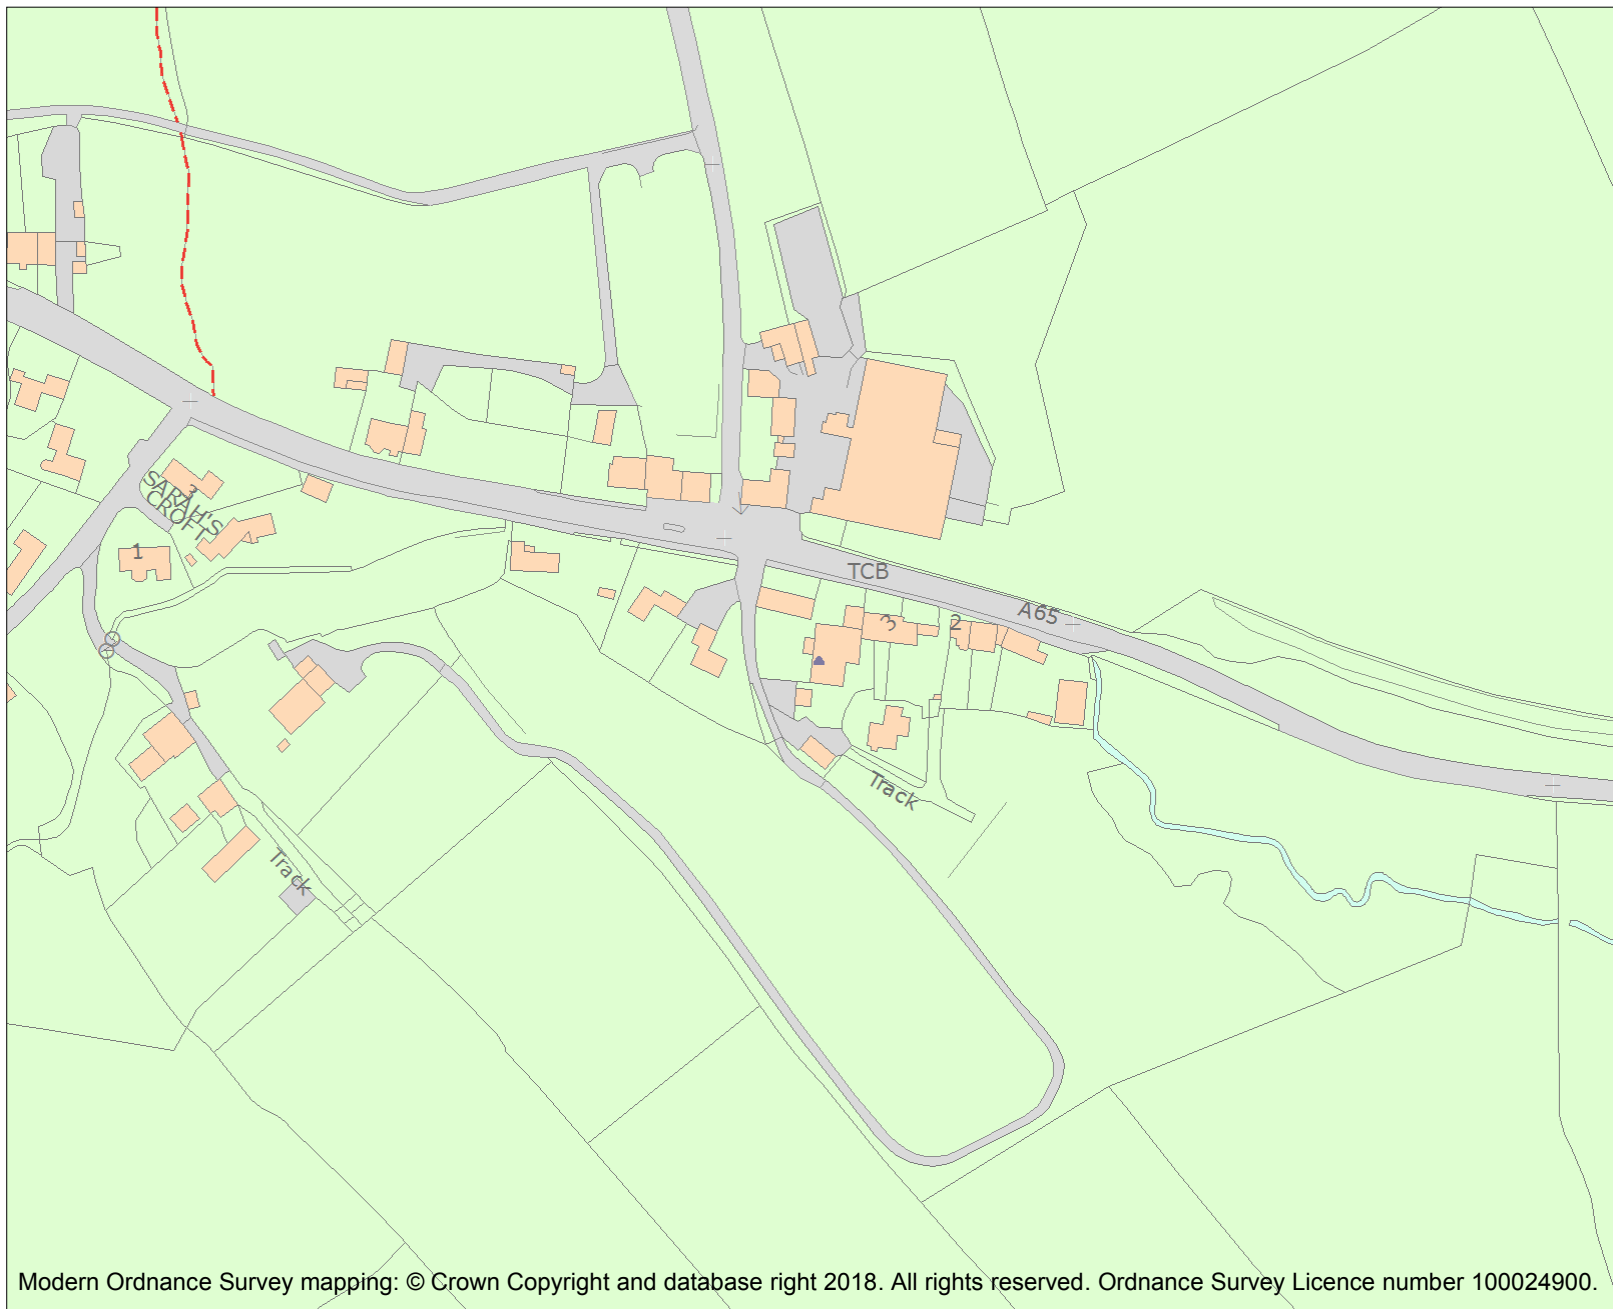 3
SARAH'S
CROFT
1
TCB
A65
3
2
Track
Track
Modern Ordnance Survey mapping: © Crown Copyright and database right 2018. All rights reserved. Ordnance Survey Licence number 100024900.